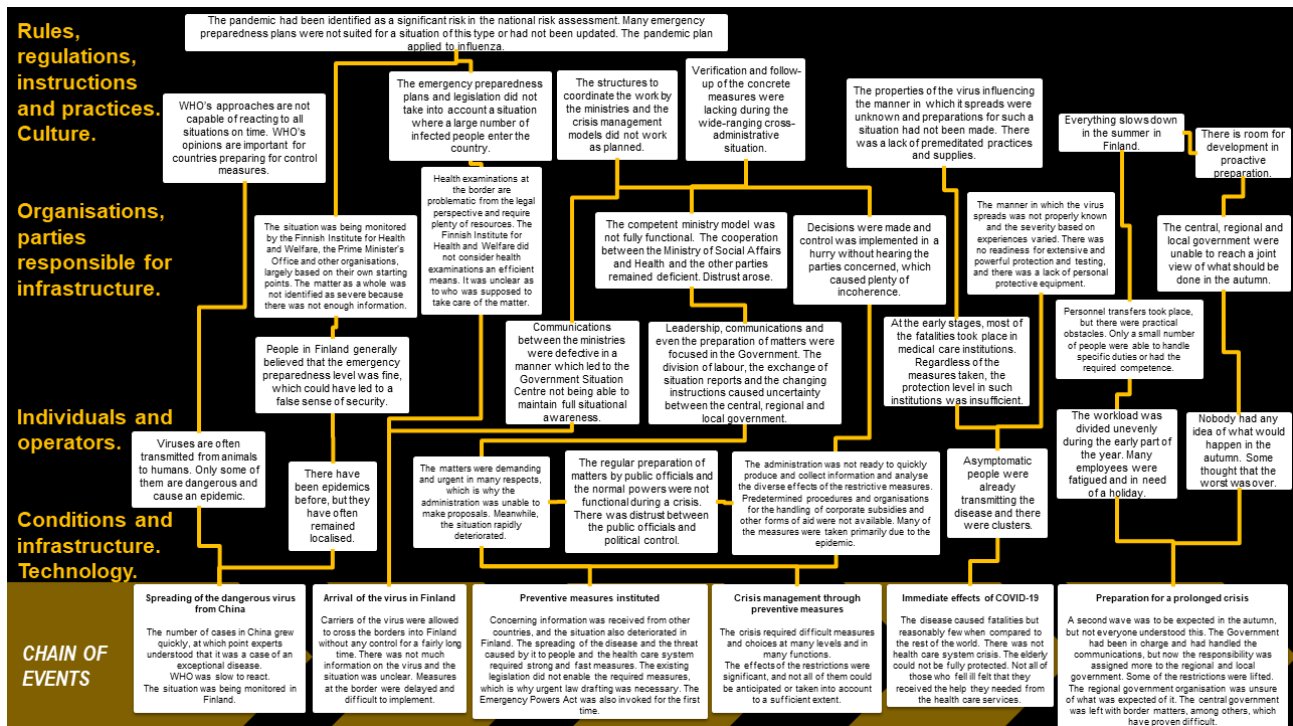 Rules,
regulations,
instructions
and practices.
Culture.
The pandemic had been identified as a significant risk in the national risk assessment. Many emergency
preparedness plans were not suited for a situation of this type or had not been updated. The pandemic plan
applied to influenza.
WHO's approaches are not
capable of reacting to all
situations on time. WHO's
opinions are important for
countries preparing for control
measures.
The emergency preparedness
plans and legislation did not
take into account a situation
where a large number of
infected people enter the
country.
The structures to
coordinate the work by
the ministries and the
crisis management
models did not work
as planned.
Verification and follow-
up of the concrete
measures were
lacking during the
wide-ranging cross-
administrative
situation.
The properties of the virus influencing
the manner in which it spreads were
unknown and preparations for such
a situation had not been made. There
was a lack of premeditated practices
and supplies.
Everything slows down
in the summer in
Finland.
There is room for
development in
proactive
preparation.
Organisations,
parties
responsible for
infrastructure.
The situation was being monitored
by the Finnish Institute for Health
and Welfare, the Prime Minister's
Office and other organisations,
largely based on their own starting
points. The matter as a whole was
not identified as severe because
there was not enough information.
Health examinations at
the border are
problematic from the legal
perspective and require
plenty of resources. The
Finnish Institute for
Health and Welfare did
not consider health
examinations an efficient
means. It was unclear as
to who was supposed to
take care of the matter.
The competent ministry model was
not fully functional. The cooperation
between the Ministry of Social Affairs
and Health and the other parties
remained deficient. Distrust arose.
Decisions were made and
control was implemented in a
hurry without hearing the
parties concerned, which
caused plenty of
incoherence.
The manner in which the virus
spreads was not properly known
and the severity based on
experiences varied. There was
no readiness for extensive and
powerful protection and testing,
and there was a lack of personal
protective equipment.
The central, regional and
local government were
unable to reach a joint
view of what should be
done in the autumn.
People in Finland generally
believed that the emergency
preparedness level was fine,
which could have led to a
false sense of security.
Communications
between the ministries
were defective in a
manner which led to the
Government Situation
Centre not being able to
maintain full situational
awareness.
Leadership, communications and
even the preparation of matters were
focused in the Government. The
division of labour, the exchange of
situation reports and the changing
instructions caused uncertainty
between the central, regional and
local government.
At the early stages, most of
the fatalities took place in
medical care institutions.
Regardless of the
measures taken, the
protection level in such
institutions was insufficient.
Personnel transfers took place,
but there were practical
obstacles. Only a small number
of people were able to handle
specific duties or had the
required competence.
Individuals and
operators.
Viruses are often
transmitted from animals
to humans. Only some of
them are dangerous and
cause an epidemic.
There have
been epidemics
before, but they
have often
remained
localised.
The matters were demanding
and urgent in many respects,
which is why the
administration was unable to
make proposals. Meanwhile,
the situation rapidly
deteriorated.
The regular preparation of
matters by public officials and
the normal powers were not
functional during a crisis.
There was distrust between
the public officials and
political control.
The administration was not ready to quickly
produce and collect information and analyse
the diverse effects of the restrictive measures.
Predetermined procedures and organisations
for the handling of corporate subsidies and
other forms of aid were not available. Many of
the measures were taken primarily due to the
epidemic.
Asymptomatic
people were
already
transmitting the
disease and there
were clusters.
The workload was
divided unevenly
during the early part of
the year. Many
employees were
fatigued and in need
of a holiday.
Nobody had any
idea of what would
happen in the
autumn. Some
thought that the
worst was over.
Conditions and
infrastructure.
Technology.
CHAIN OF
EVENTS
Spreading of the dangerous virus
from China
The number of cases in China grew
quickly, at which point experts
understood that it was a case of an
exceptional disease.
WHO was slow to react.
The situation was being monitored in
Finland.
Arrival of the virus in Finland
Carriers of the virus were allowed
to cross the borders into Finland
without any control for a fairly long
time. There was not much
information on the virus and the
situation was unclear. Measures
at the border were delayed and
difficult to implement.
Preventive measures instituted
Concerning information was received from other
countries, and the situation also deteriorated in
Finland. The spreading of the disease and the threat
caused by it to people and the health care system
required strong and fast measures. The existing
legislation did not enable the required measures,
which is why urgent law drafting was necessary. The
Emergency Powers Act was also invoked for the first
time.
Crisis management through
preventive measures
The crisis required difficult measures
and choices at many levels and in
many functions.
The effects of the restrictions were
significant, and not all of them could
be anticipated or taken into account
to a sufficient extent.
Immediate effects of COVID-19
The disease caused fatalities but
reasonably few when compared to
the rest of the world. There was not
health care system crisis. The elderly
could not be fully protected. Not all of
those who fell ill felt that they
received the help they needed from
the health care services.
Preparation for a prolonged crisis
A second wave was to be expected in the autumn,
but not everyone understood this. The Government
had been in charge and had handled the
communications, but now the responsibility was
assigned more to the regional and local
government. Some of the restrictions were lifted.
The regional government organisation was unsure
of what was expected of it. The central government
was left with border matters, among others, which
have proven difficult.